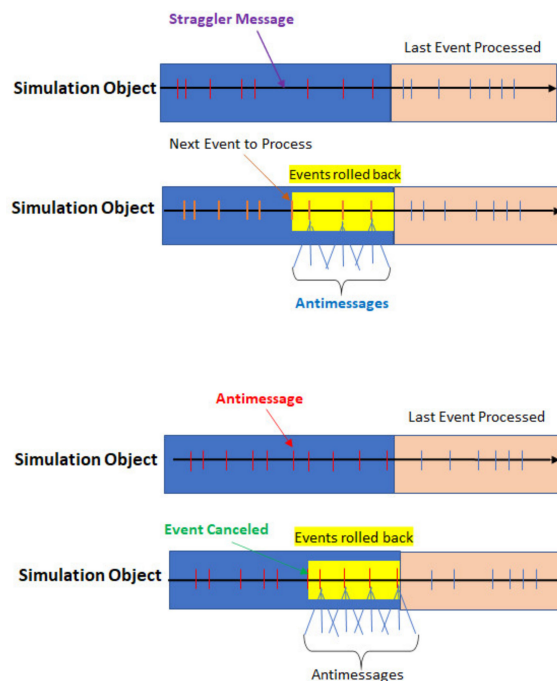 Straggler Message
Last Event Processed
Simulation Object
Next Event to Process
Events rolled back
Simulation Object
Antimessages
Antimessage
Last Event Processed
Simulation Object
Event Canceled
Events rolled back
Simulation Object
Antimessages